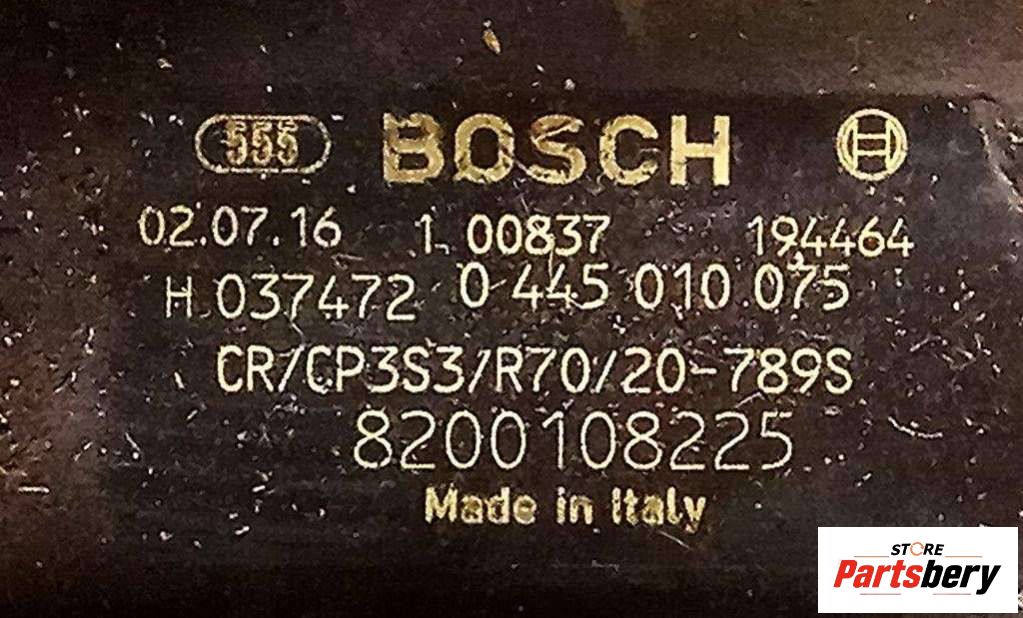 555 BOSCH H
02.07.16 1 00837 194464
H 037472 0 445 010 075
CR/CP3S3/R70/20-789S
8200108225
Made in Italy
STORE
Partsbery